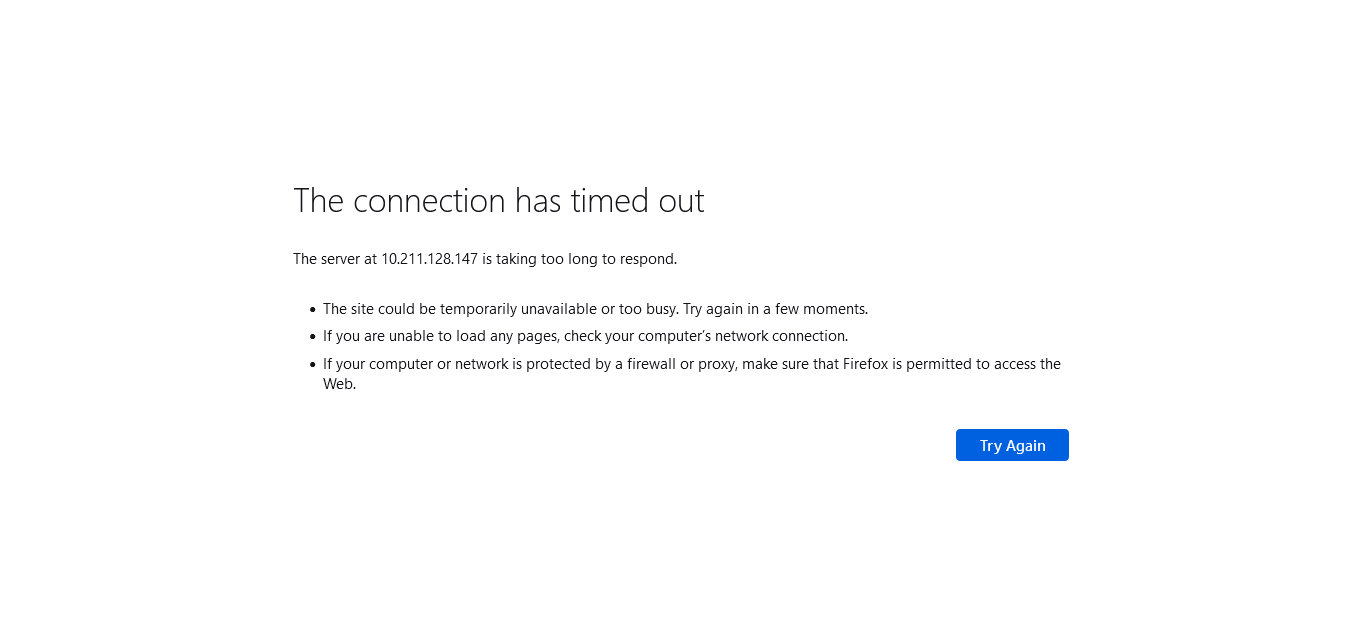 The connection has timed out
The server at 10.211.128.147 is taking too long to respond.
• The site could be temporarily unavailable or too busy. Try again in a few moments.
• If you are unable to load any pages, check your computer’s network connection.
• If your computer or network is protected by a firewall or proxy, make sure that Firefox is permitted to access the
Web.
Try Again